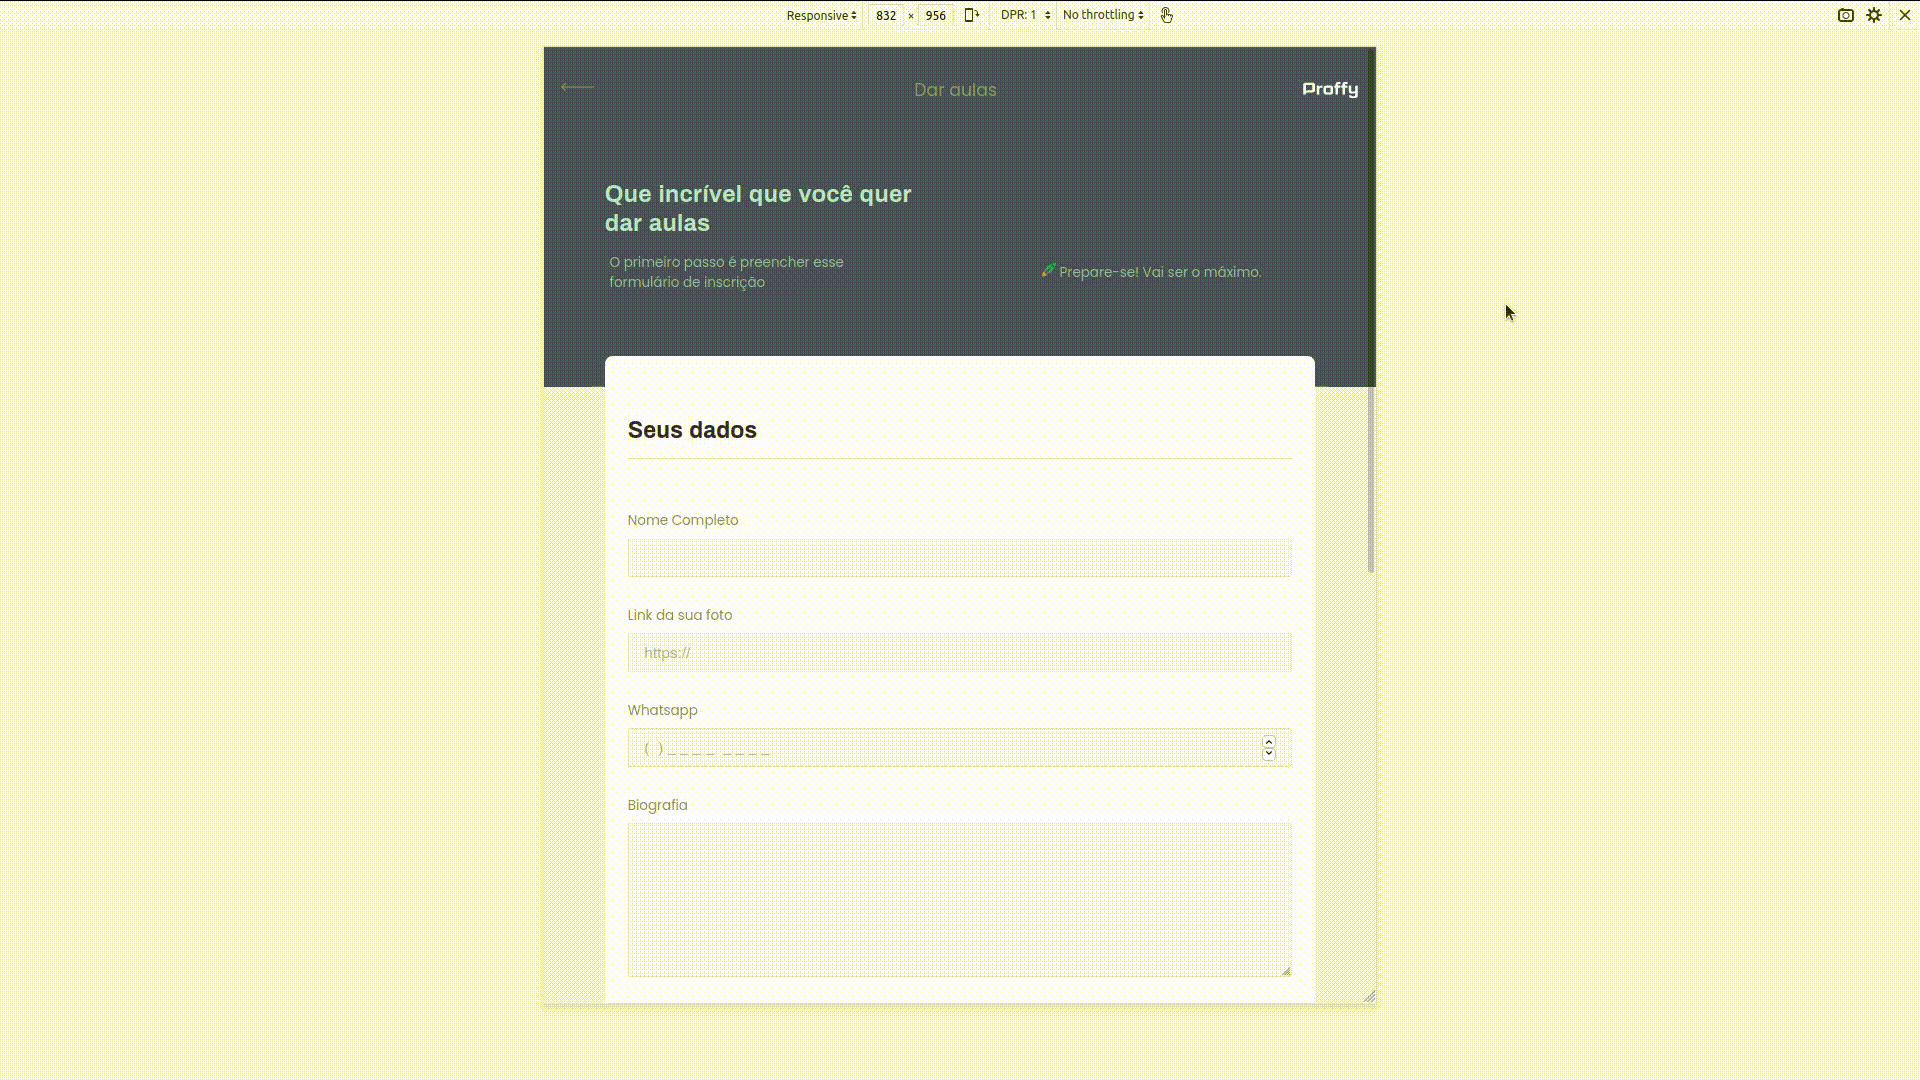 Responsive 832 × 956 DPR: 1 No throttling
Dar aulas Proffy
Que incrível que você quer
dar aulas
O primeiro passo é preencher esse
formulário de inscrição
Prepare-se! Vai ser o máximo.
Seus dados
Nome Completo
Link da sua foto
https://
Whatsapp
( ) _ _ _ _ _ _ _ _
Biografia